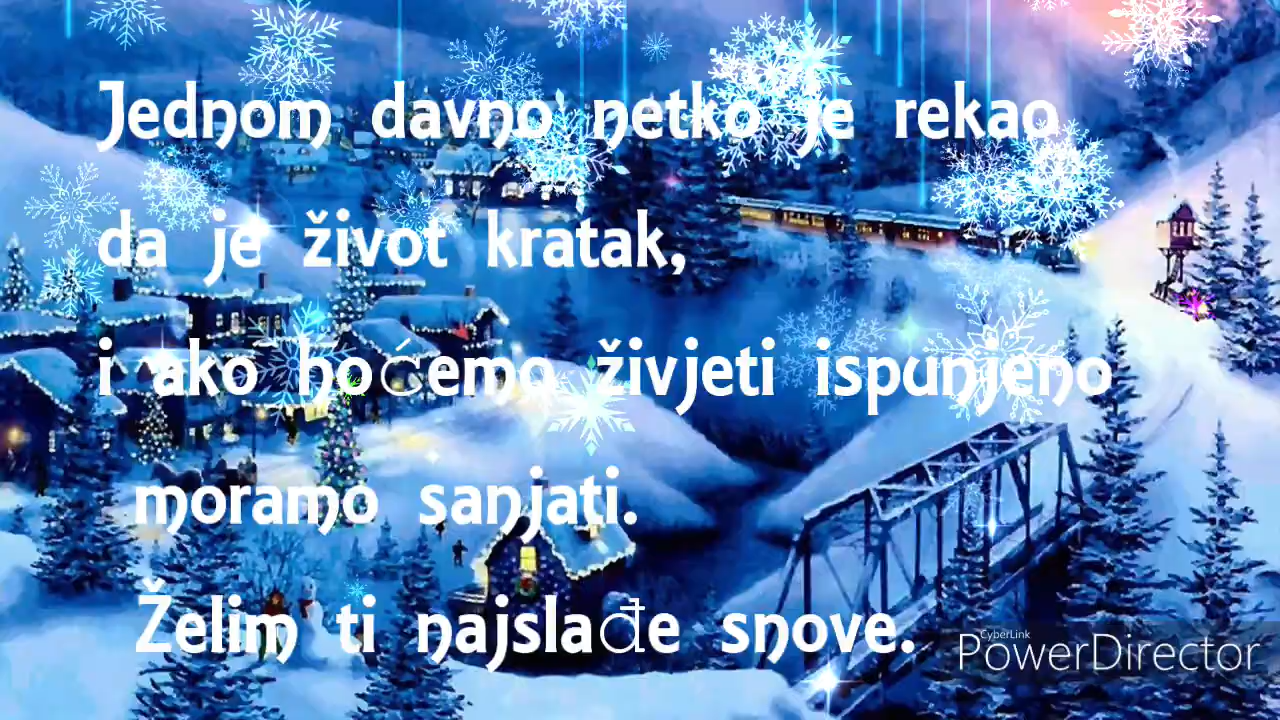 Jednom davno netko je rekao
da je život kratak,
i ako hoćemo živjeti ispunjeno
moramo sanjati.
Želim ti najslađe snove.
CyberLink
PowerDirector